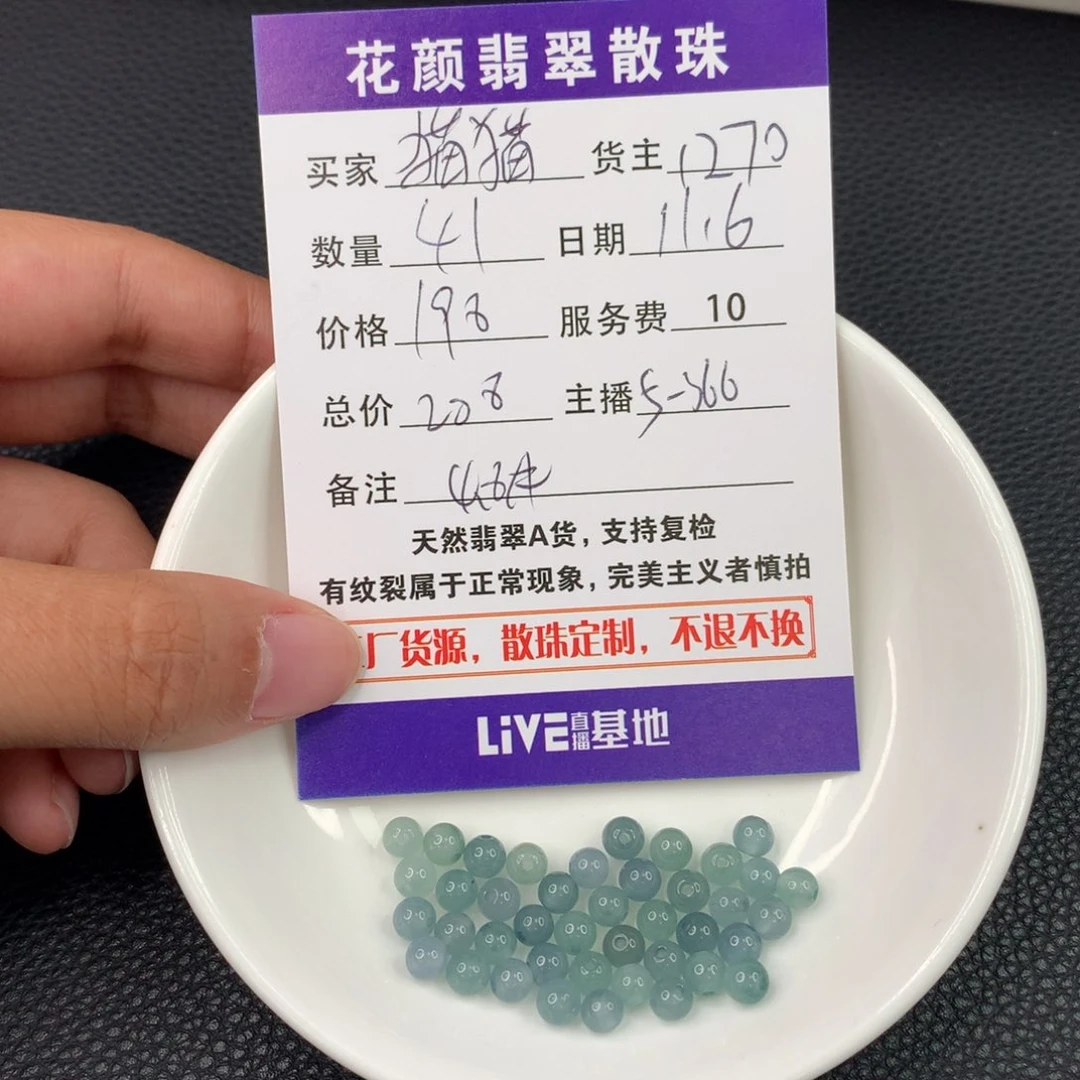 花颜翡翠散珠
买家 猫猫 货主 1270
数量 41 日期 11.6
价格 198 服务费 10
总价 208 主播 5-366
备注
天然翡翠A货，支持复检
有纹裂属于正常现象，完美主义者慎拍
厂货源，散珠定制，不退不换
LiVE直播基地